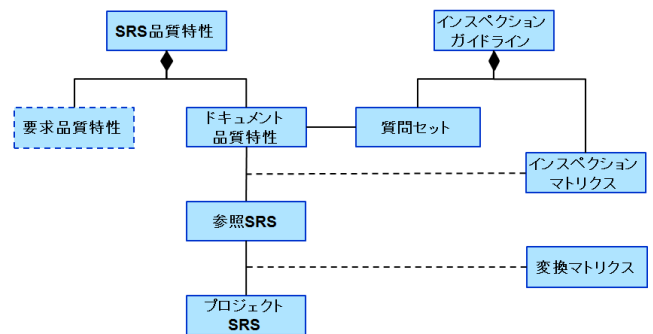 SRS品質特性
インスペクション
ガイドライン
要求品質特性
ドキュメント
品質特性
質問セット
インスペクション
マトリクス
参照SRS
変換マトリクス
プロジェクト
SRS